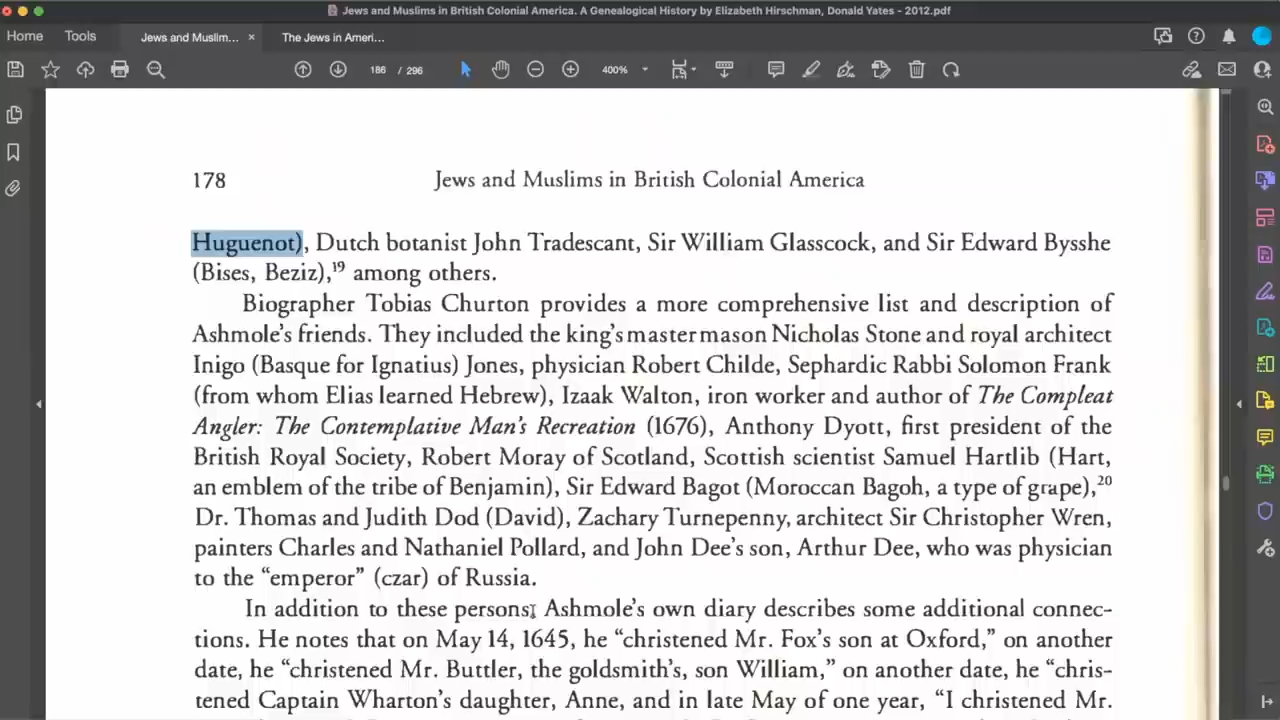 Jews and Muslims in British Colonial America. A Genealogical History by Elizabeth Hirschman, Donald Yates - 2012.pdf
Home Tools Jews and Muslim... × The Jews in Ameri...
186 / 296 400%
178 Jews and Muslims in British Colonial America
Huguenot), Dutch botanist John Tradescant, Sir William Glasscock, and Sir Edward Bysshe
(Bises, Beziz),¹⁹ among others.
Biographer Tobias Churton provides a more comprehensive list and description of
Ashmole's friends. They included the king's master mason Nicholas Stone and royal architect
Inigo (Basque for Ignatius) Jones, physician Robert Childe, Sephardic Rabbi Solomon Frank
(from whom Elias learned Hebrew), Izaak Walton, iron worker and author of The Compleat
Angler: The Contemplative Man's Recreation (1676), Anthony Dyott, first president of the
British Royal Society, Robert Moray of Scotland, Scottish scientist Samuel Hartlib (Hart,
an emblem of the tribe of Benjamin), Sir Edward Bagot (Moroccan Bagoh, a type of grape),²⁰
Dr. Thomas and Judith Dod (David), Zachary Turnepenny, architect Sir Christopher Wren,
painters Charles and Nathaniel Pollard, and John Dee's son, Arthur Dee, who was physician
to the "emperor" (czar) of Russia.
In addition to these persons, Ashmole's own diary describes some additional connec-
tions. He notes that on May 14, 1645, he "christened Mr. Fox's son at Oxford," on another
date, he "christened Mr. Buttler, the goldsmith's, son William," on another date, he "chris-
tened Captain Wharton's daughter, Anne, and in late May of one year, "I christened Mr.